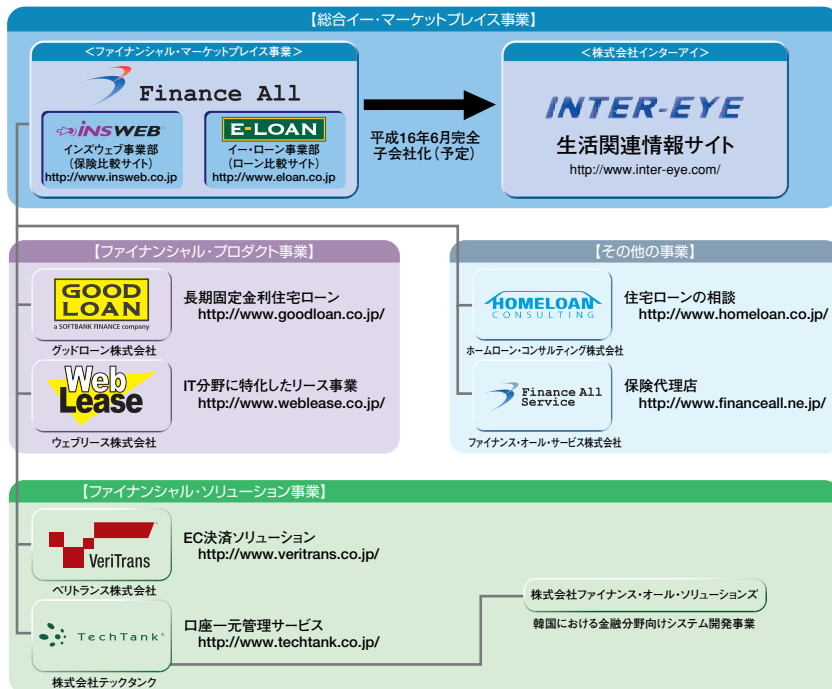 【総合イー・マーケットプレイス事業】
<ファイナンシャル・マーケットプレイス事業>
Finance All
INSWEB
インズウェブ事業部
(保険比較サイト)
http://www.insweb.co.jp
E-LOAN
イー・ローン事業部
(ローン比較サイト)
http://www.eloan.co.jp
平成16年6月完全
子会社化(予定)
<株式会社インターアイ>
INTER-EYE
生活関連情報サイト
http://www.inter-eye.com/
【ファイナンシャル・プロダクト事業】
GOOD
LOAN
a SOFTBANK FINANCE company
グッドローン株式会社
長期固定金利住宅ローン
http://www.goodloan.co.jp/
Web
Lease
ウェブリース株式会社
IT分野に特化したリース事業
http://www.weblease.co.jp/
【その他の事業】
HOMELOAN
CONSULTING
ホームローン・コンサルティング株式会社
住宅ローンの相談
http://www.homeloan.co.jp/
Finance All
Service
ファイナンス・オール・サービス株式会社
保険代理店
http://www.financeall.ne.jp/
【ファイナンシャル・ソリューション事業】
VeriTrans
ベリトランス株式会社
EC決済ソリューション
http://www.veritrans.co.jp/
TechTank
株式会社テックタンク
口座一元管理サービス
http://www.techtank.co.jp/
株式会社ファイナンス・オール・ソリューションズ
韓国における金融分野向けシステム開発事業